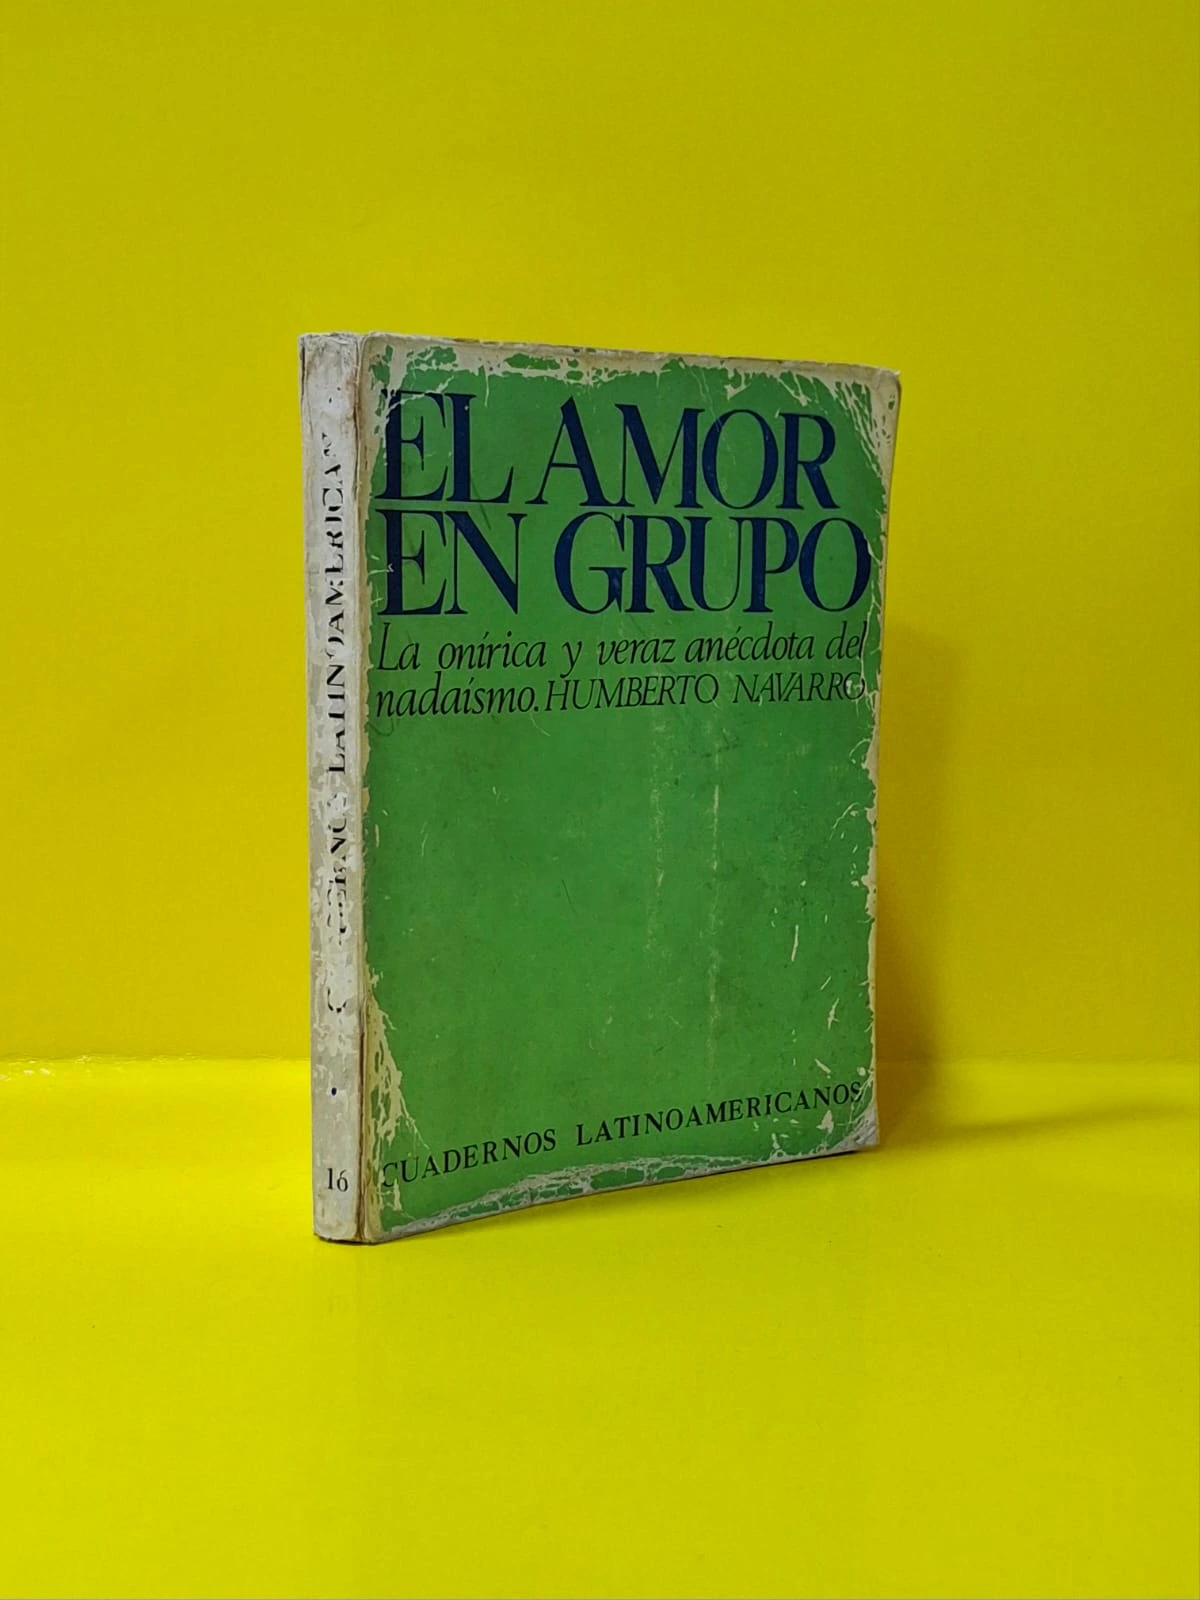 EL AMOR
EN GRUPO
La onírica y veraz anécdota del
nadaísmo. HUMBERTO NAVARRO
CUADERNOS LATINOAMERICANOS
16